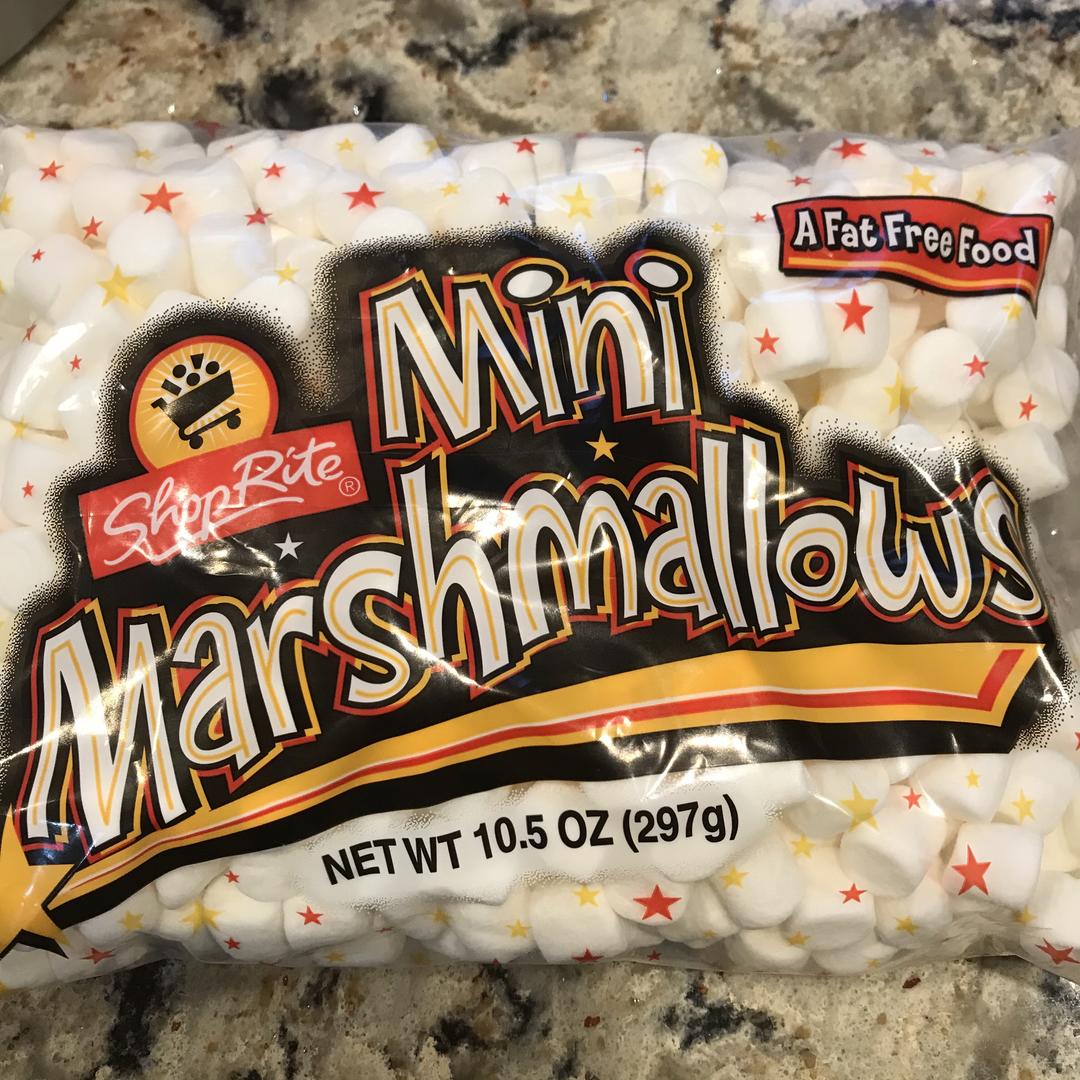 A Fat Free Food
Mini
ShopRite®
Marshmallows
NET WT 10.5 OZ (297g)